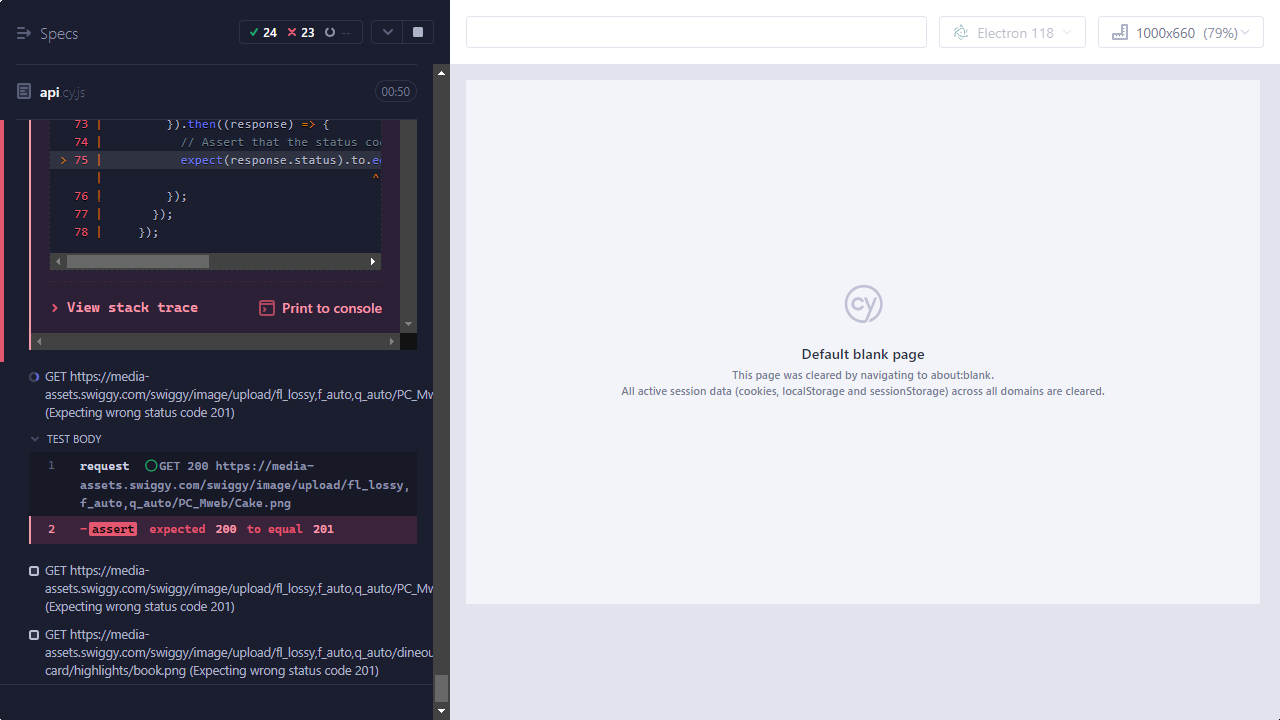 Specs
24 23 --
Electron 118
1000x660 (79%)
api.cy.js
00:50
73 | }).then((response) => {
74 | // Assert that the status co
> 75 | expect(response.status).to.e
| ^
76 | });
77 | });
78 | });
View stack trace
Print to console
GET https://media-
assets.swiggy.com/swiggy/image/upload/fl_lossy,f_auto,q_auto/PC_Mw
(Expecting wrong status code 201)
TEST BODY
1 request GET 200 https://media-
assets.swiggy.com/swiggy/image/upload/fl_lossy,
f_auto,q_auto/PC_Mweb/Cake.png
2 -assert expected 200 to equal 201
GET https://media-
assets.swiggy.com/swiggy/image/upload/fl_lossy,f_auto,q_auto/PC_Mw
(Expecting wrong status code 201)
GET https://media-
assets.swiggy.com/swiggy/image/upload/fl_lossy,f_auto,q_auto/dineou
card/highlights/book.png (Expecting wrong status code 201)
cy
Default blank page
This page was cleared by navigating to about:blank.
All active session data (cookies, localStorage and sessionStorage) across all domains are cleared.